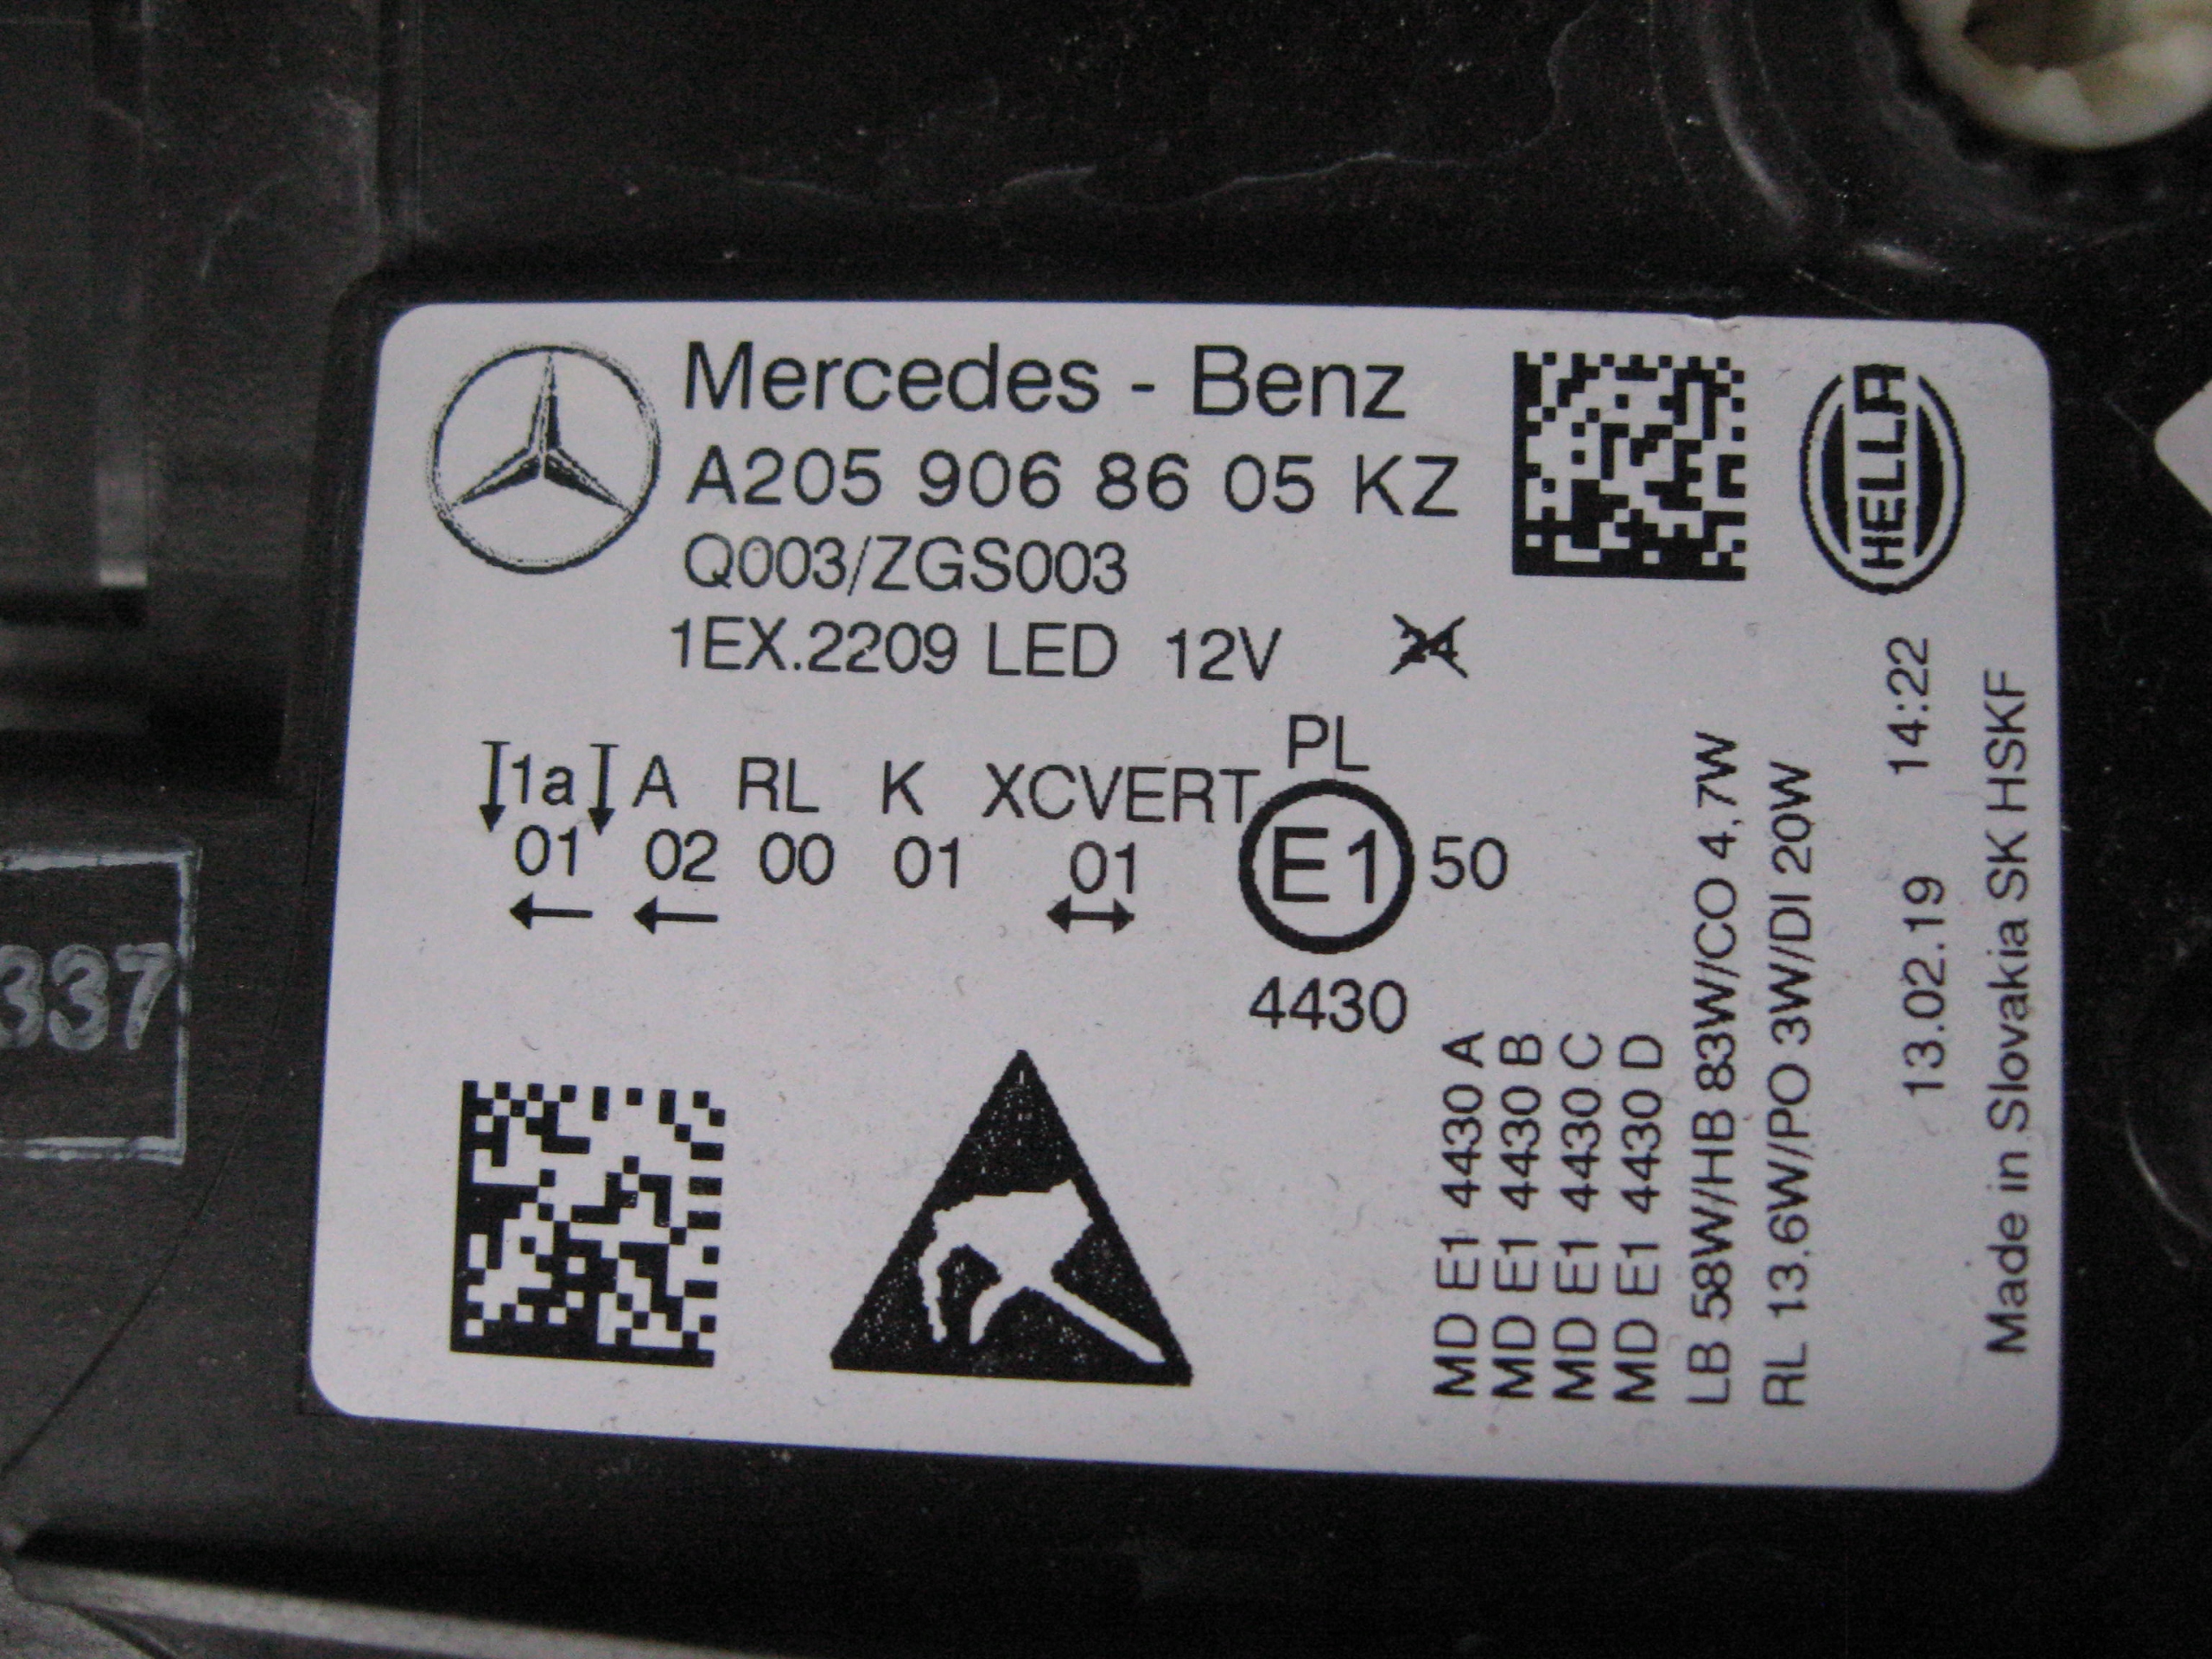 Mercedes - Benz
A205 906 86 05 KZ
Q003/ZGS003
1EX.2209 LED 12V 24
HELLA
1a A RL K XCVERT PL
01 02 00 01 01 E1 50
4430
MD E1 4430 A
MD E1 4430 B
MD E1 4430 C
MD E1 4430 D
LB 58W/HB 83W/CO 4,7W
RL 13.6W/PO 3W/DI 20W
13.02.19 14:22
Made in Slovakia SK HSKF
337